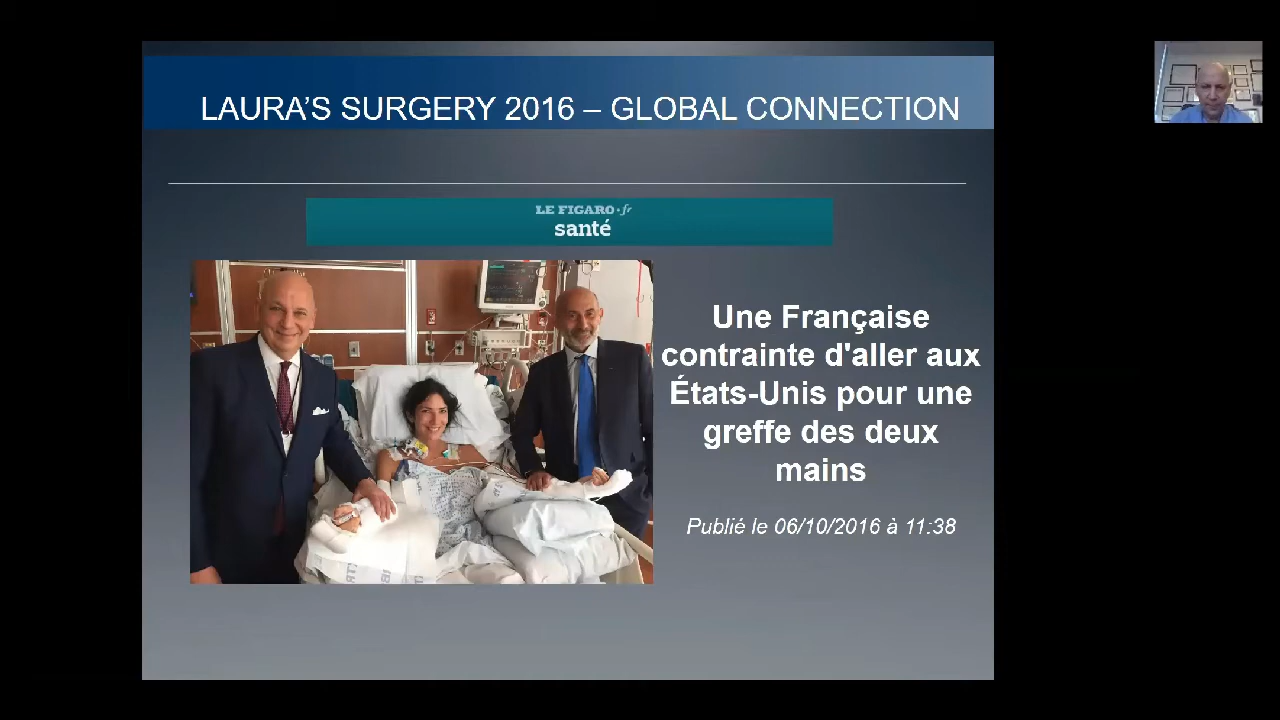 LAURA’S SURGERY 2016 – GLOBAL CONNECTION
LE FIGARO·fr
santé
Une Française
contrainte d'aller aux
États-Unis pour une
greffe des deux
mains
Publié le 06/10/2016 à 11:38